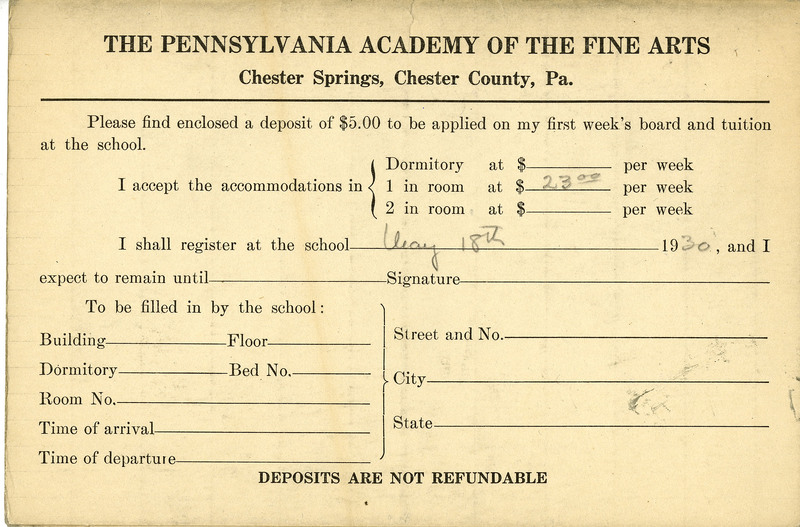 THE PENNSYLVANIA ACADEMY OF THE FINE ARTS
Chester Springs, Chester County, Pa.
Please find enclosed a deposit of $5.00 to be applied on my first week's board and tuition
at the school.
I accept the accommodations in
Dormitory at $ per week
1 in room at $ 23 00 per week
2 in room at $ per week
I shall register at the school May 18th 1930, and I
expect to remain until Signature
To be filled in by the school:
Building Floor
Dormitory Bed No.
Room No.
Time of arrival
Time of departure
Street and No.
City
State
DEPOSITS ARE NOT REFUNDABLE